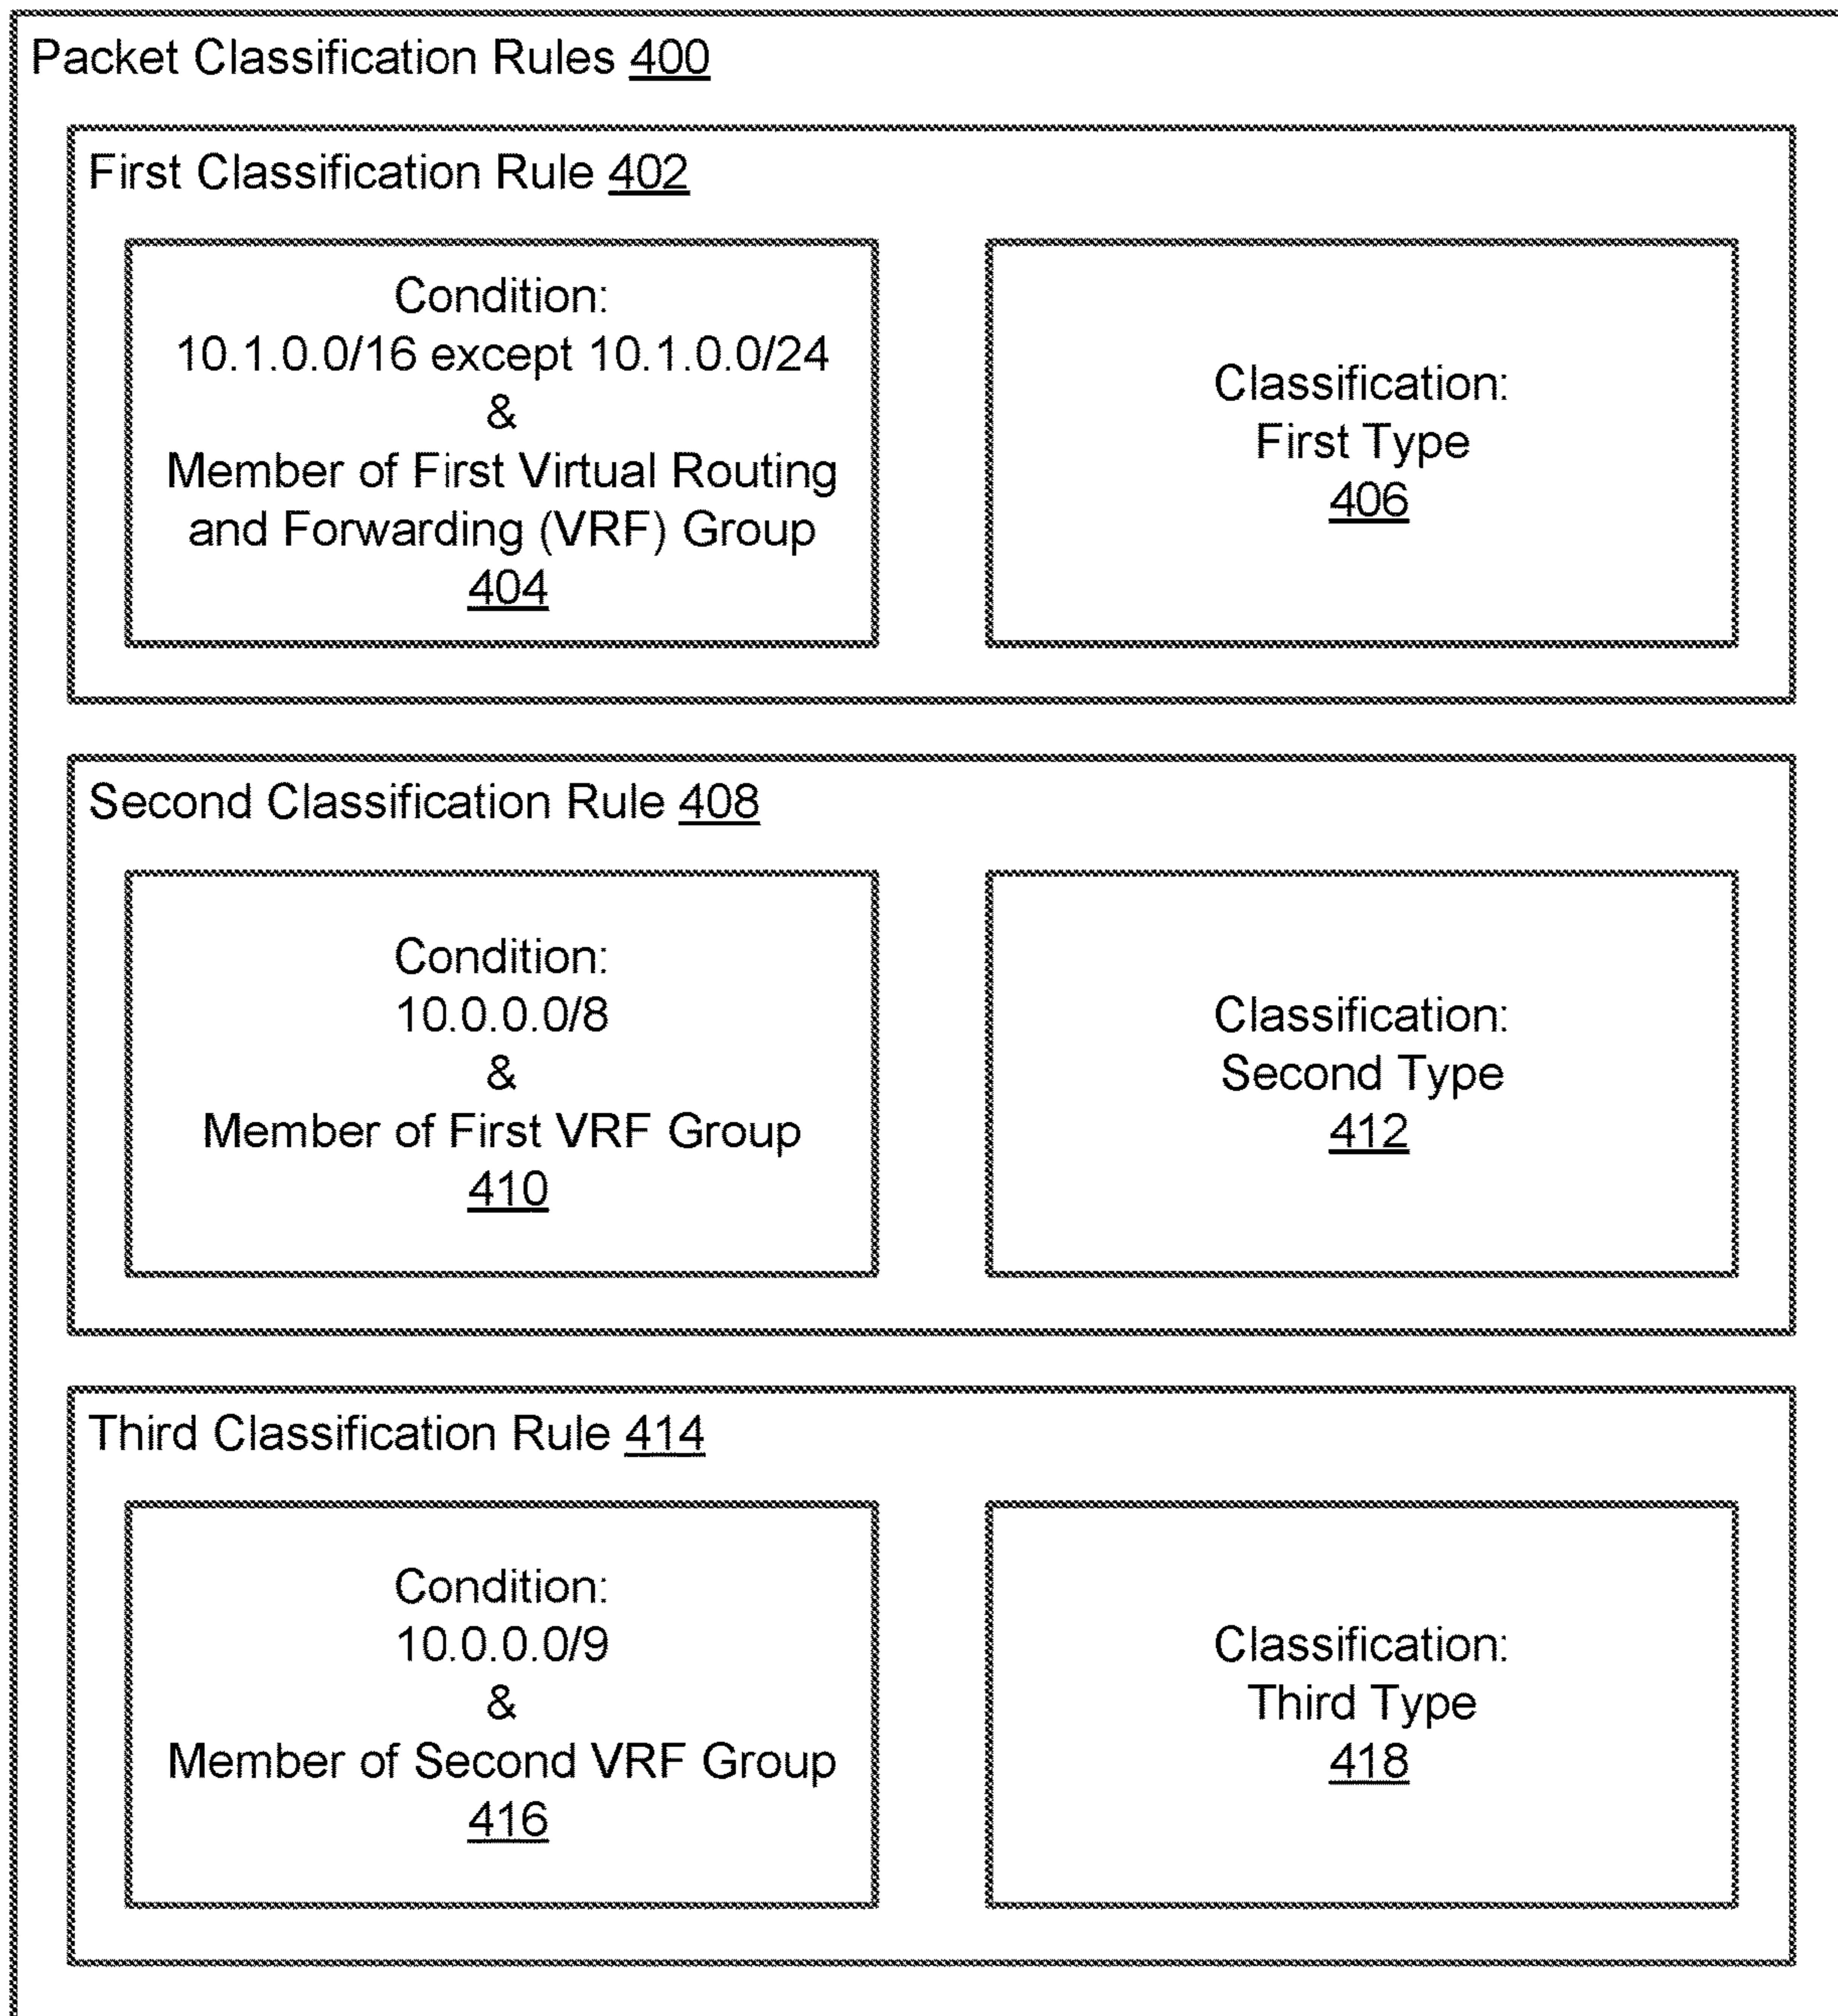 Packet Classification Rules 400
First Classification Rule 402
Condition:
10.1.0.0/16 except 10.1.0.0/24
&
Member of First Virtual Routing
and Forwarding (VRF) Group
404
Classification:
First Type
406
Second Classification Rule 408
Condition:
10.0.0.0/8
&
Member of First VRF Group
410
Classification:
Second Type
412
Third Classification Rule 414
Condition:
10.0.0.0/9
&
Member of Second VRF Group
416
Classification:
Third Type
418